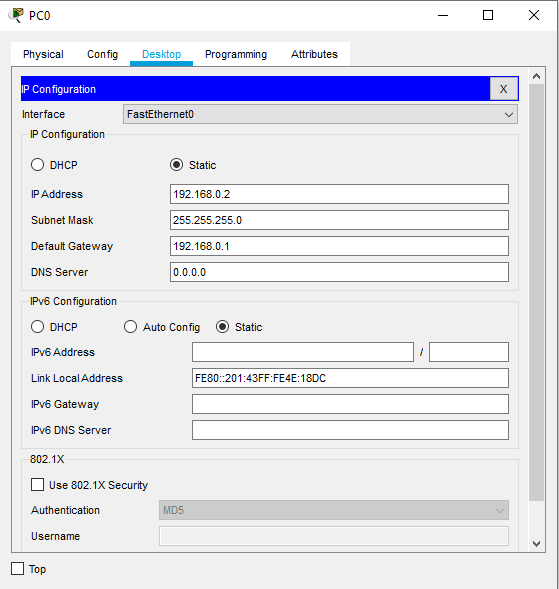 PC0
Physical Config Desktop Programming Attributes
IP Configuration X
Interface FastEthernet0
IP Configuration
DHCP Static
IP Address 192.168.0.2
Subnet Mask 255.255.255.0
Default Gateway 192.168.0.1
DNS Server 0.0.0.0
IPv6 Configuration
DHCP Auto Config Static
IPv6 Address /
Link Local Address FE80::201:43FF:FE4E:18DC
IPv6 Gateway
IPv6 DNS Server
802.1X
Use 802.1X Security
Authentication MD5
Username
Top